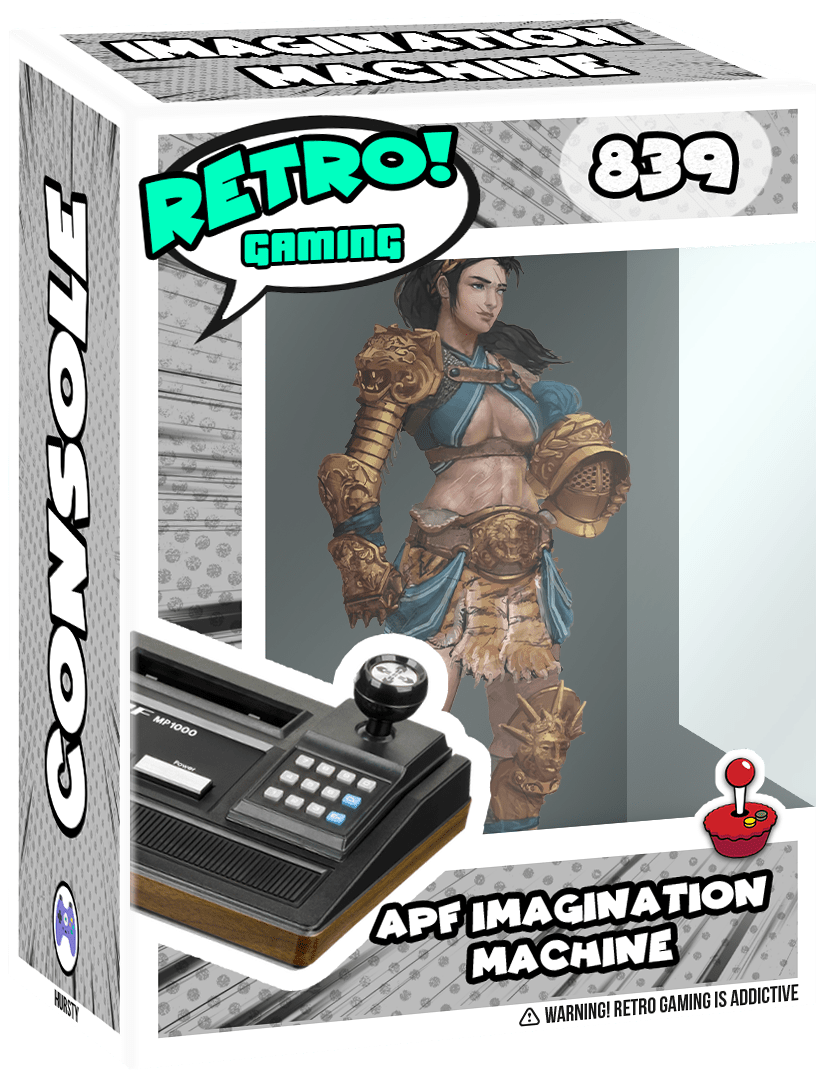 IMAGINATION
MACHINE
RETRO!
GAMING
839
CONSOLE
MP1000
Power
APF IMAGINATION
MACHINE
HURSTY
WARNING! RETRO GAMING IS ADDICTIVE